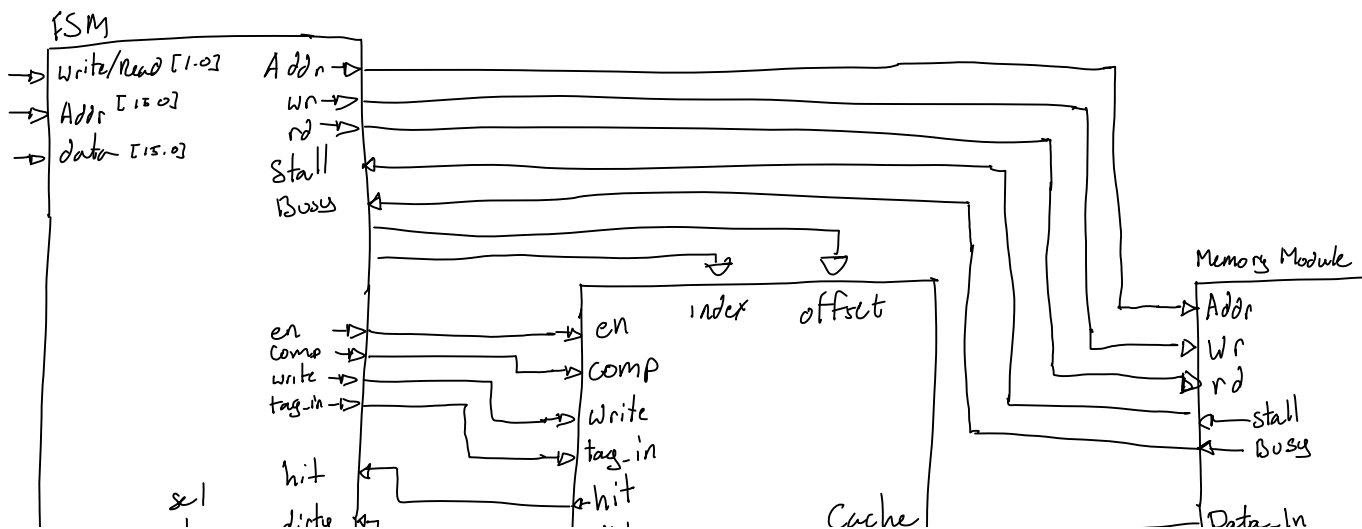 FSM
Write/Read [1.0]
Addr [15.0]
data [15.0]
Addr
wr
rd
Stall
Busy
en
comp
write
tag_in
hit
sel
dirty
index
offset
en
comp
write
tag_in
hit
Cache
Memory Module
Addr
Wr
rd
stall
Busy
Data_In